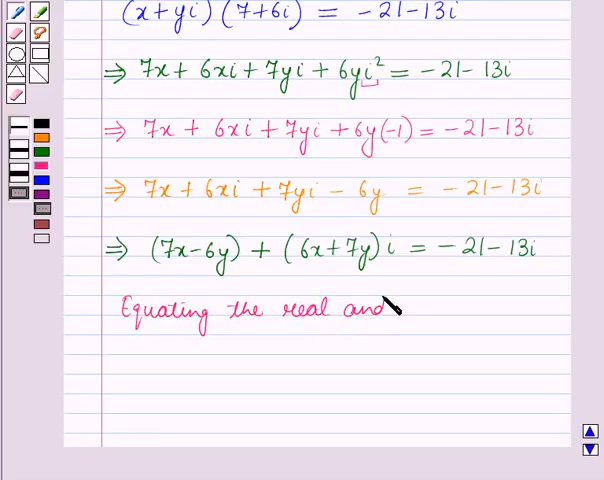 (x+yi) (7+6i) = -21-13i
⇒ 7x + 6xi + 7yi + 6yi² = -21-13i
⇒ 7x + 6xi + 7yi + 6y(-1) = -21-13i
⇒ 7x + 6xi + 7yi - 6y = -21-13i
⇒ (7x-6y) + (6x+7y)i = -21-13i
Equating the real and